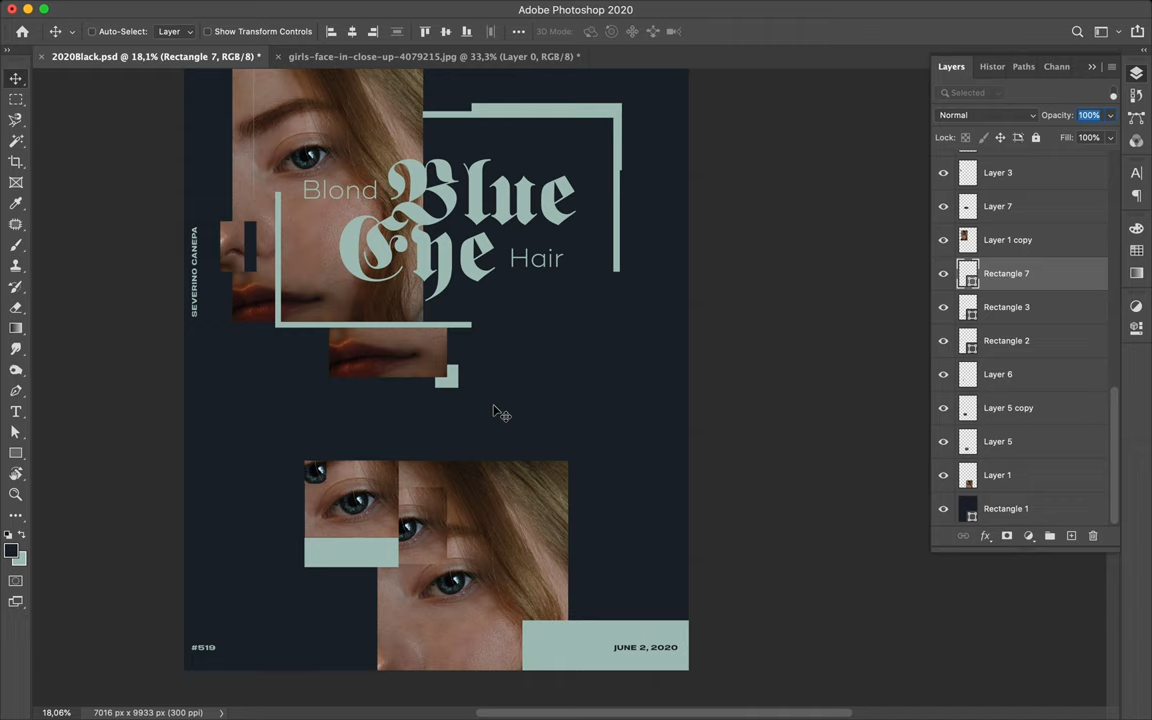 Adobe Photoshop 2020
Auto-Select:
Layer
Show Transform Controls
3D Mode:
2020Black.psd @ 18,1% (Rectangle 7, RGB/8) *
girls-face-in-close-up-4079215.jpg @ 33,3% (Layer 0, RGB/8) *
Layers
Histor
Paths
Chann
Selected
Normal
Opacity:
100%
Lock:
Fill:
100%
Layer 3
Layer 7
Layer 1 copy
Rectangle 7
Rectangle 3
Rectangle 2
Layer 6
Layer 5 copy
Layer 5
Layer 1
Rectangle 1
fx
Blond Blue
Eye Hair
SEVERINO CANEPA
#519
JUNE 2, 2020
18,06%
7016 px x 9933 px (300 ppi)